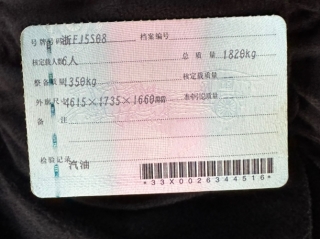 号牌号码 浙FJ5508 档案编号
核定载人数 6人 总质量 1820kg
整备质量 1350kg 核定载质量
外廓尺寸 4615×1735×1660mm 准牵引总质量
备注
检验记录
汽油
*33X0026344516*